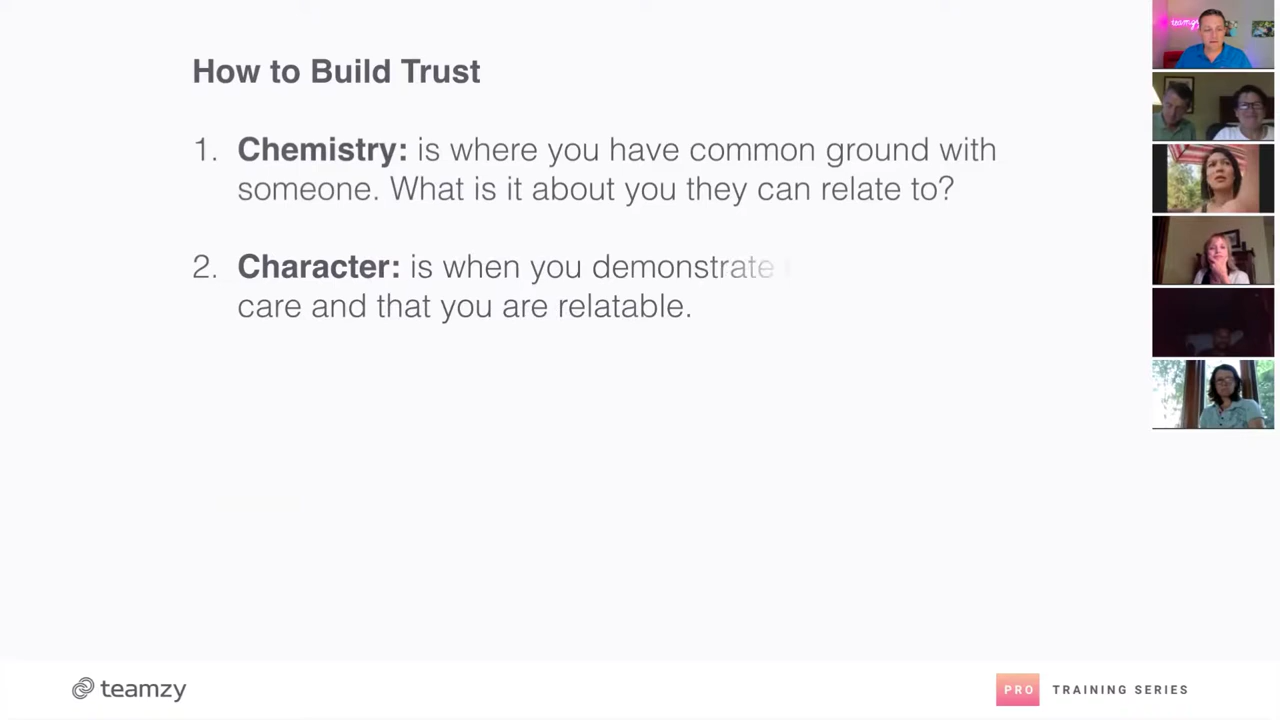 How to Build Trust
1. Chemistry: is where you have common ground with
someone. What is it about you they can relate to?
2. Character: is when you demonstrate
care and that you are relatable.
teamzy
PRO TRAINING SERIES
teamzy